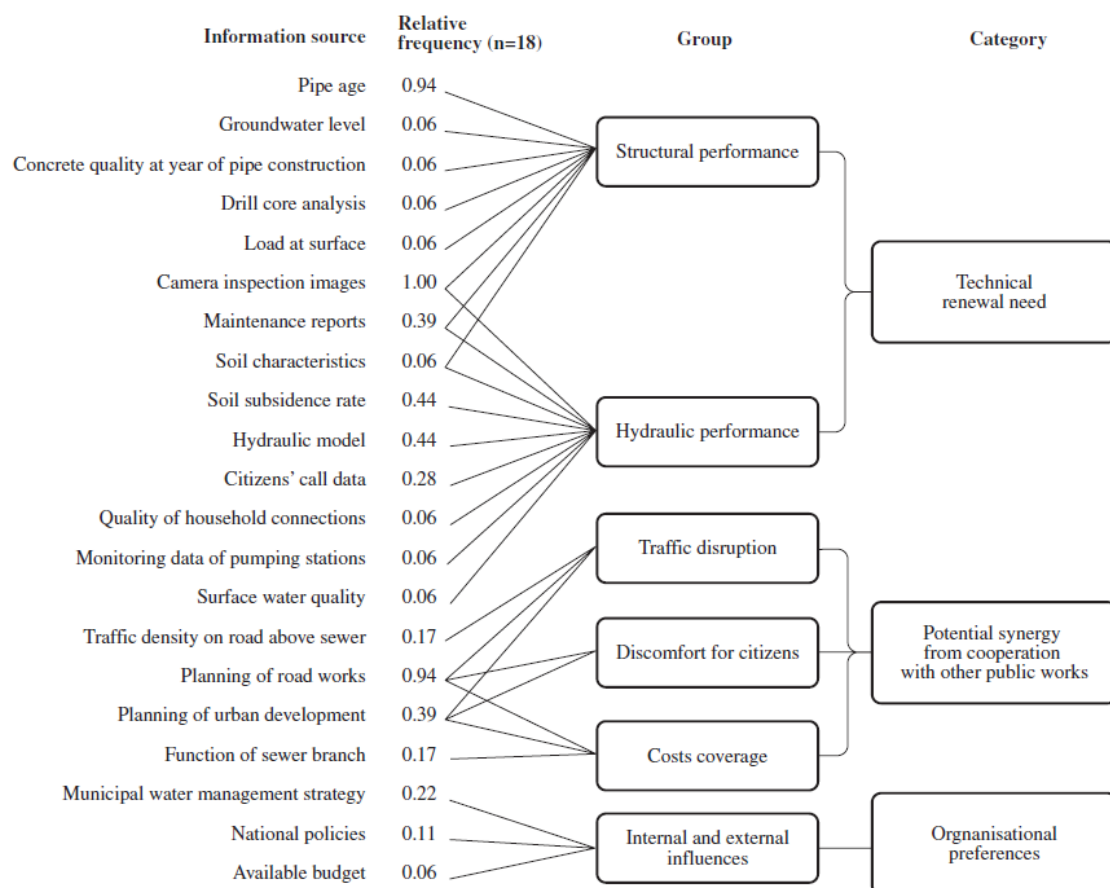 Information source
Relative
frequency (n=18)
Group
Category
Pipe age 0.94
Groundwater level 0.06
Concrete quality at year of pipe construction 0.06
Drill core analysis 0.06
Load at surface 0.06
Camera inspection images 1.00
Maintenance reports 0.39
Soil characteristics 0.06
Soil subsidence rate 0.44
Hydraulic model 0.44
Citizens' call data 0.28
Quality of household connections 0.06
Monitoring data of pumping stations 0.06
Surface water quality 0.06
Traffic density on road above sewer 0.17
Planning of road works 0.94
Planning of urban development 0.39
Function of sewer branch 0.17
Municipal water management strategy 0.22
National policies 0.11
Available budget 0.06
Structural performance
Hydraulic performance
Traffic disruption
Discomfort for citizens
Costs coverage
Internal and external
influences
Technical
renewal need
Potential synergy
from cooperation
with other public works
Orgnanisational
preferences